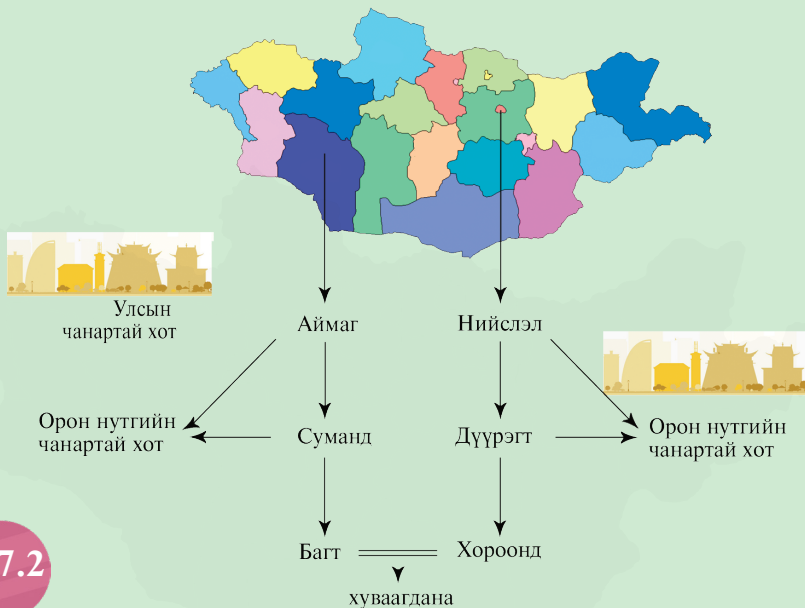 Улсын
чанартай хот
Аймаг
Нийслэл
Орон нутгийн
чанартай хот
Суманд
Дүүрэгт
Орон нутгийн
чанартай хот
Багт
Хороонд
хуваагдана
7.2